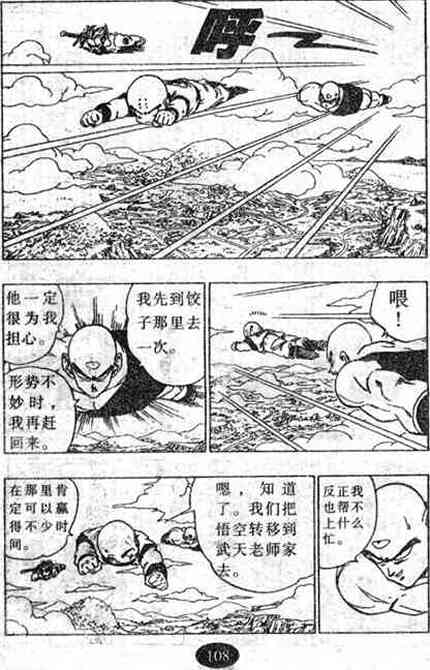 呼
喂！
我先到饺
子那里去
一次。
他一定
很为我
担心。
形势不
妙时，
我再赶
回来。
反正我
也帮不
上什么
忙。
嗯，知道
了。我们把
悟空转移到
武天老师家
去。
在那里肯
定可以赢
得不少时
间。
108